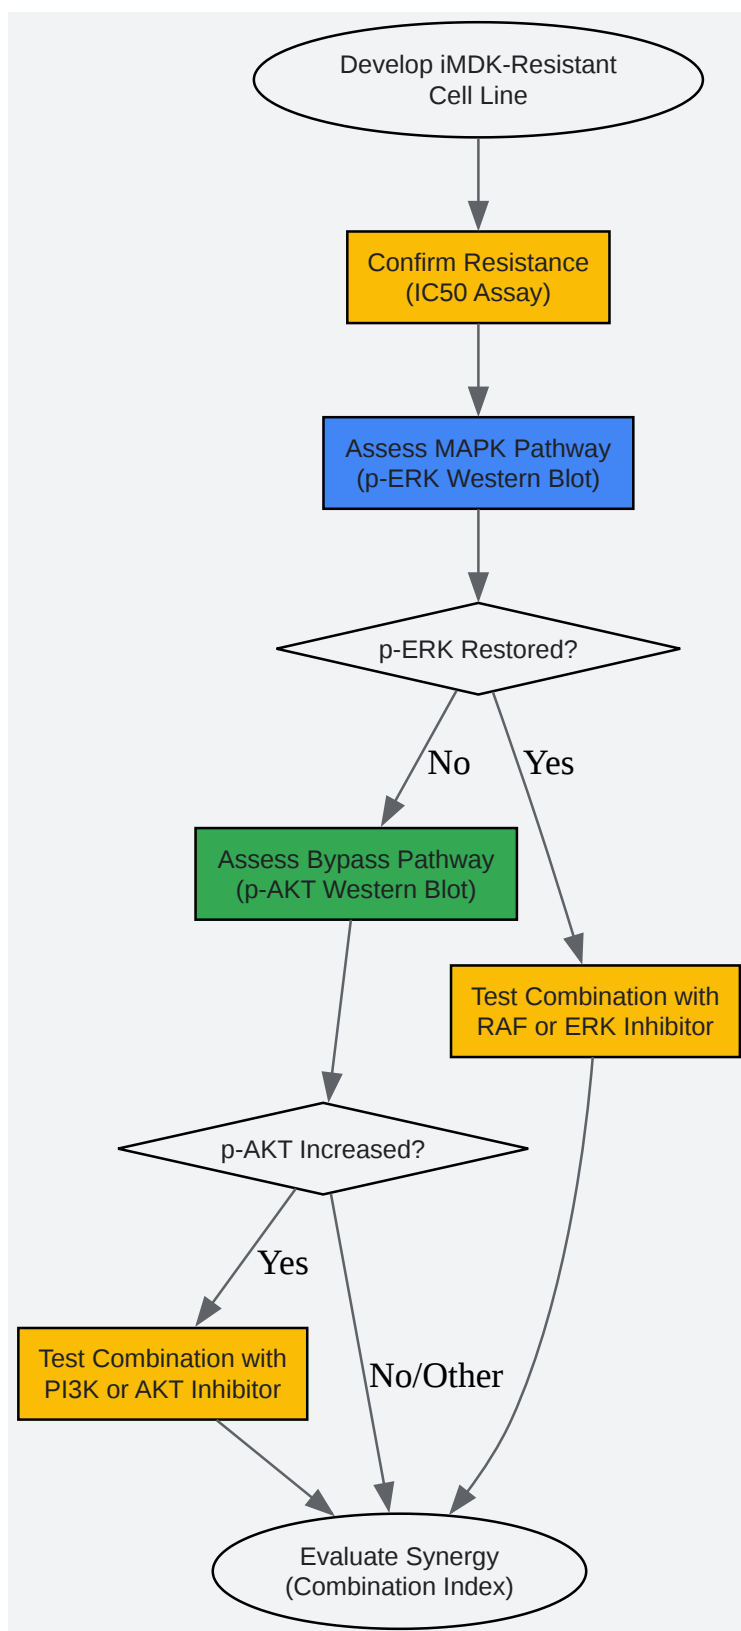 Develop iMDK-Resistant
Cell Line
Confirm Resistance
(IC50 Assay)
Assess MAPK Pathway
(p-ERK Western Blot)
p-ERK Restored?
No
Yes
Assess Bypass Pathway
(p-AKT Western Blot)
Test Combination with
RAF or ERK Inhibitor
p-AKT Increased?
Yes
No/Other
Test Combination with
PI3K or AKT Inhibitor
Evaluate Synergy
(Combination Index)